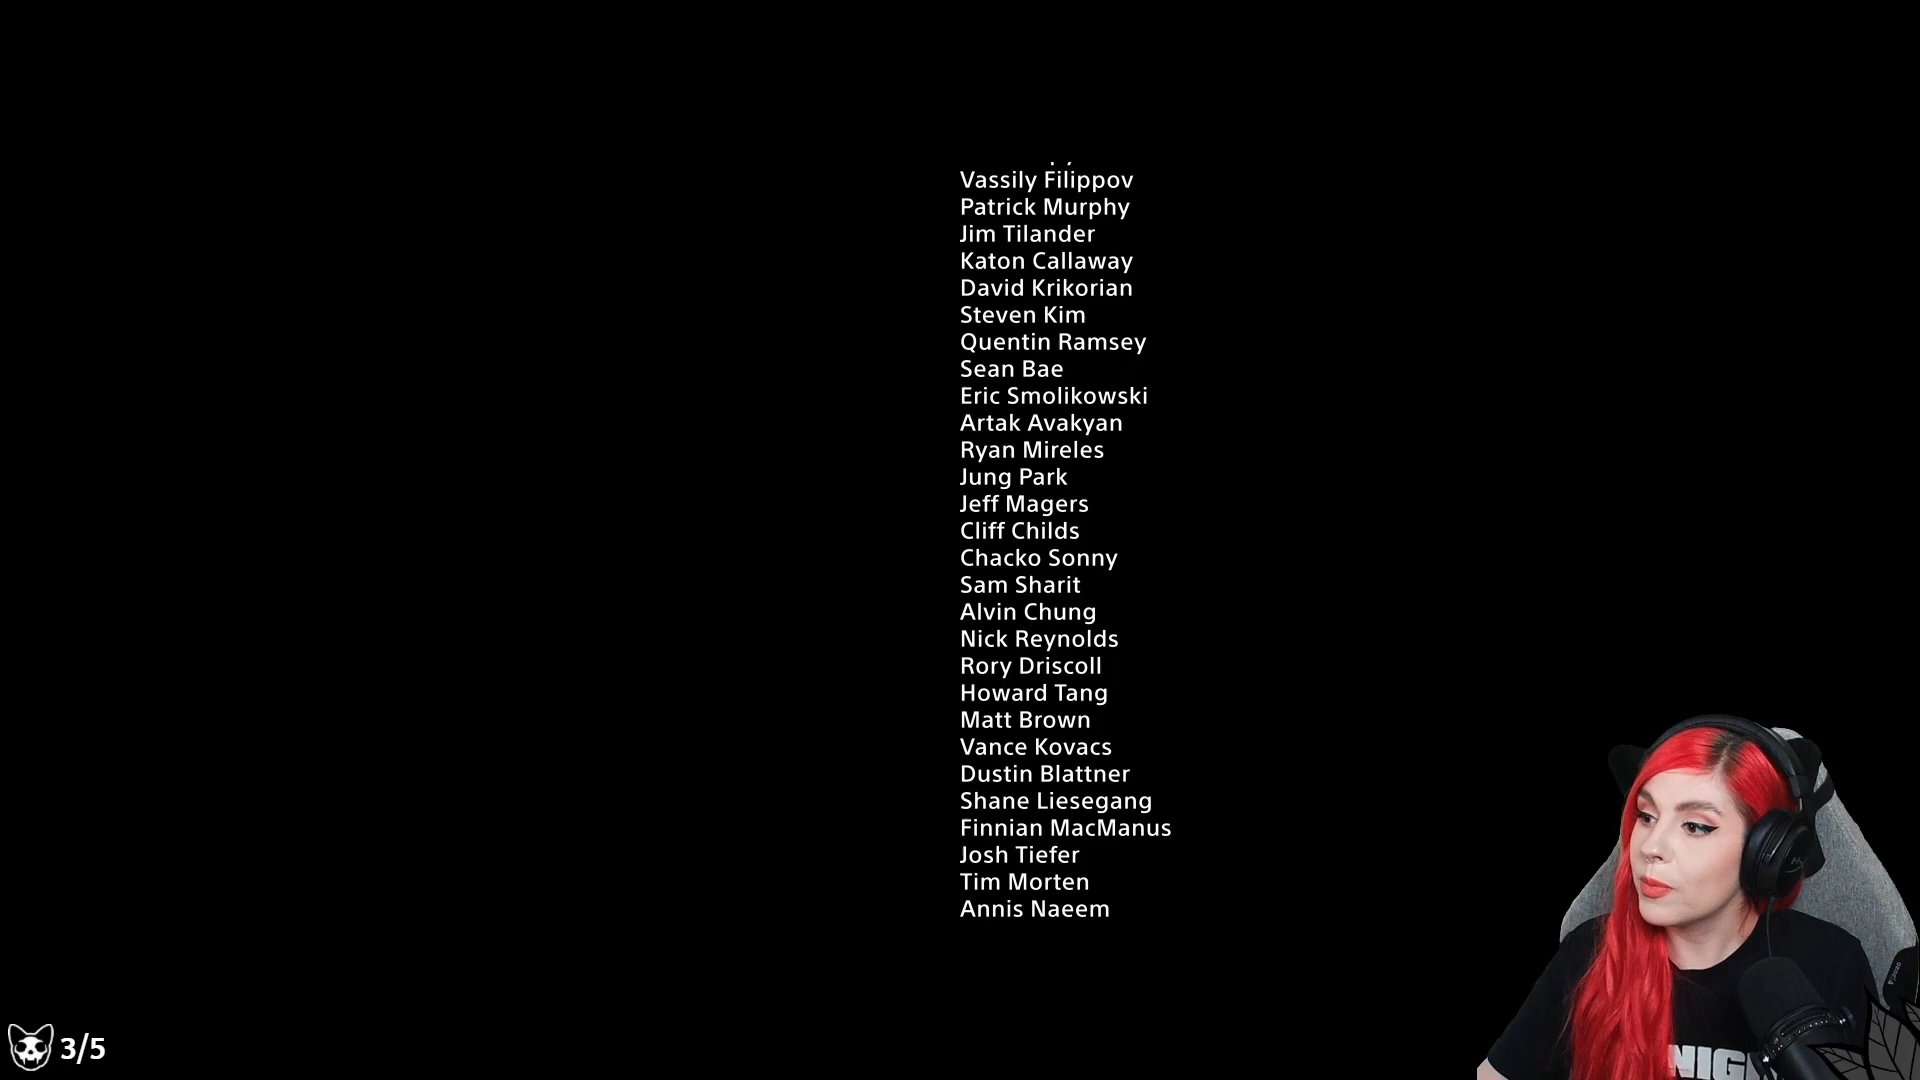 Vassily Filippov
Patrick Murphy
Jim Tilander
Katon Callaway
David Krikorian
Steven Kim
Quentin Ramsey
Sean Bae
Eric Smolikowski
Artak Avakyan
Ryan Mireles
Jung Park
Jeff Magers
Cliff Childs
Chacko Sonny
Sam Sharit
Alvin Chung
Nick Reynolds
Rory Driscoll
Howard Tang
Matt Brown
Vance Kovacs
Dustin Blattner
Shane Liesegang
Finnian MacManus
Josh Tiefer
Tim Morten
Annis Naeem
3/5